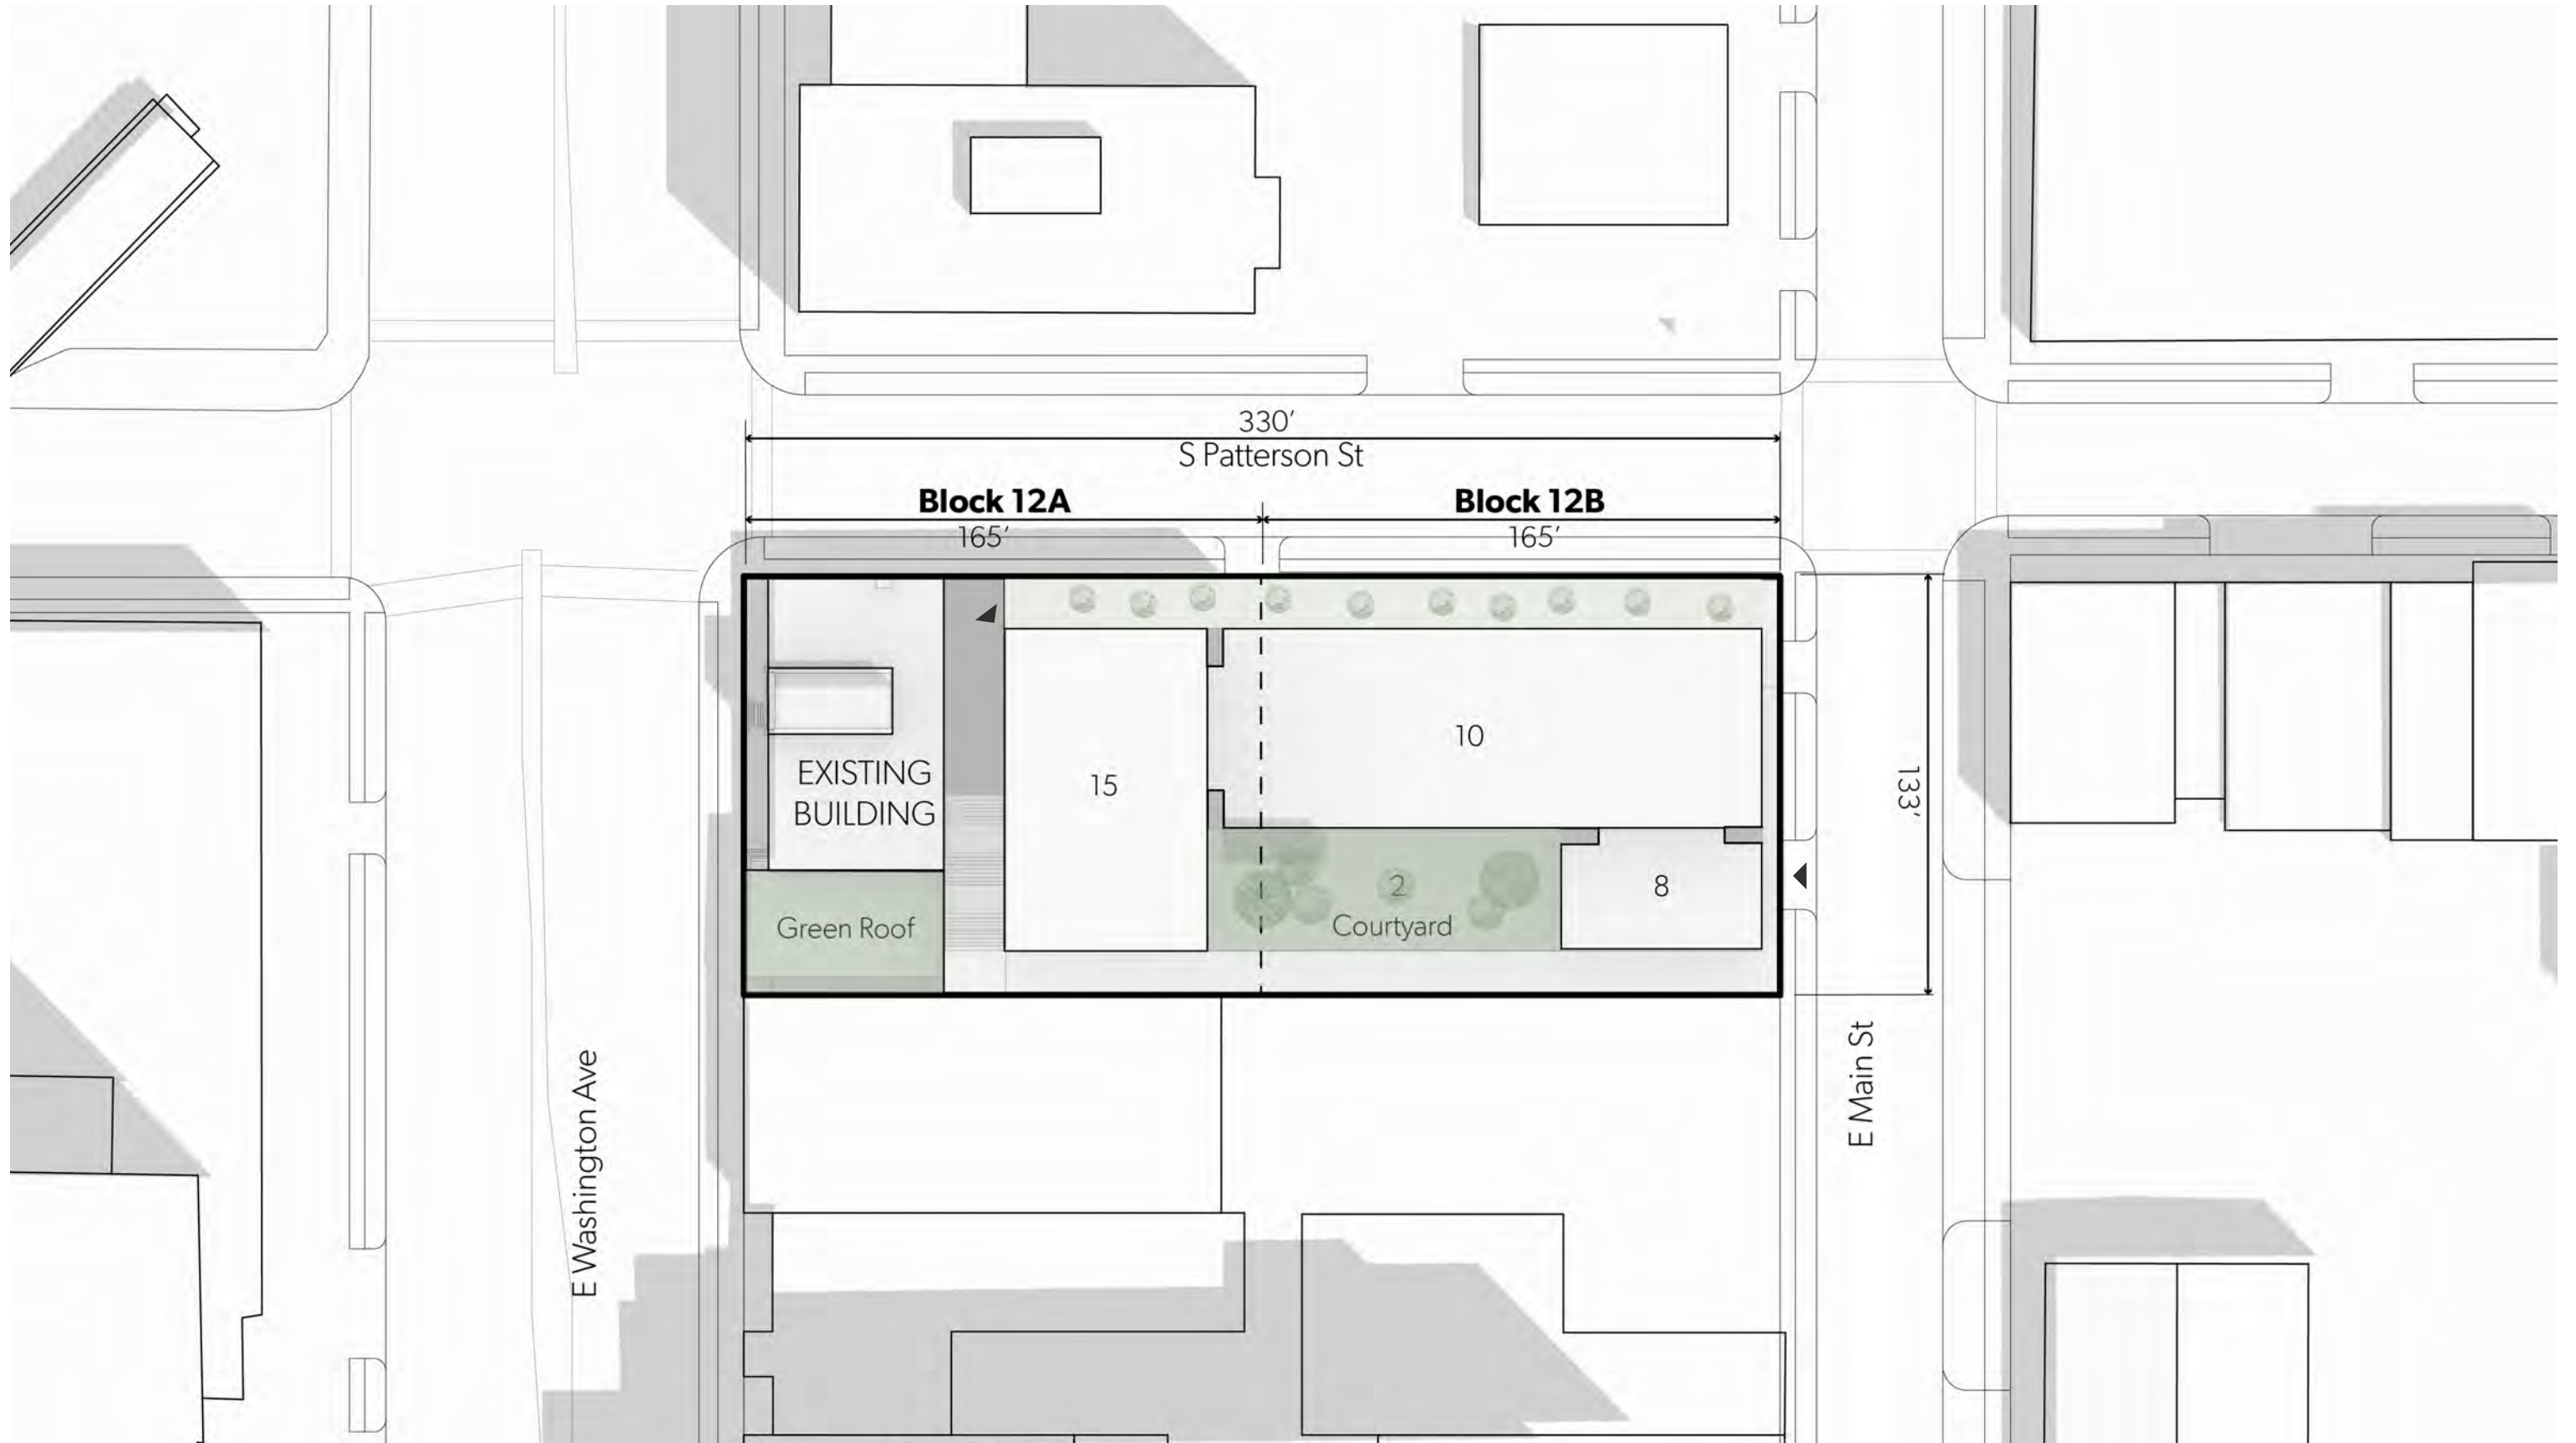 330′
S Patterson St
Block 12A
Block 12B
165′
165′
EXISTING
BUILDING
15
10
133′
2
Courtyard
8
Green Roof
E Washington Ave
E Main St